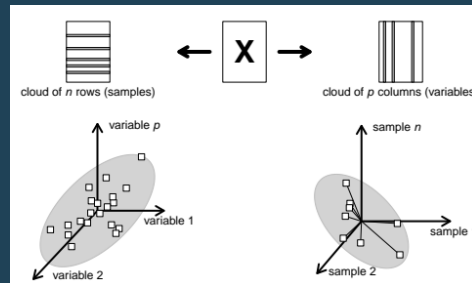 X
cloud of n rows (samples)
cloud of p columns (variables
variable p
variable 1
variable 2
sample n
sample
sample 2